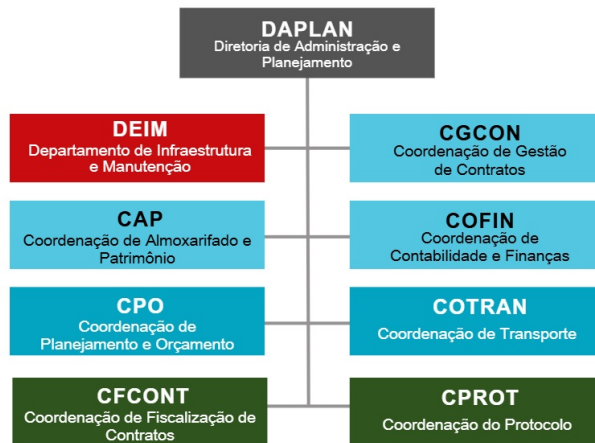 DAPLAN
Diretoria de Administração e
Planejamento
DEIM
Departamento de Infraestrutura
e Manutenção
CGCON
Coordenação de Gestão
de Contratos
CAP
Coordenação de Almoxarifado e
Patrimônio
COFIN
Coordenação de
Contabilidade e Finanças
CPO
Coordenação de
Planejamento e Orçamento
COTRAN
Coordenação de Transporte
CFCONT
Coordenação de Fiscalização de
Contratos
CPROT
Coordenação do Protocolo